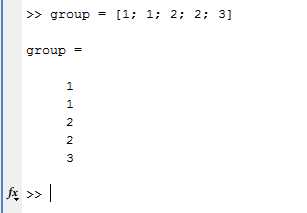 >> group = [1; 1; 2; 2; 3]
group =
1
1
2
2
3
fx >>